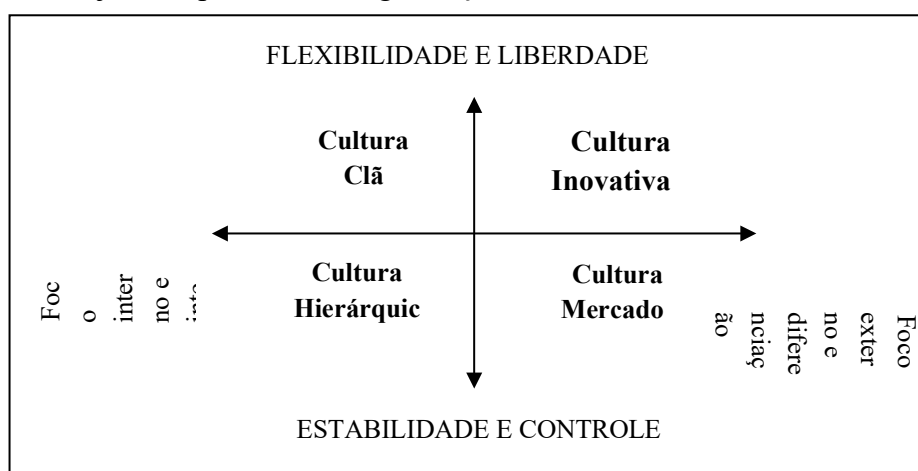 FLEXIBILIDADE E LIBERDADE
Cultura
Clã
Cultura
Inovativa
Foc
o
inter
no e
Cultura
Hierárquic
Cultura
Mercado
Foco
exter
no e
difere
nciaç
ão
ESTABILIDADE E CONTROLE